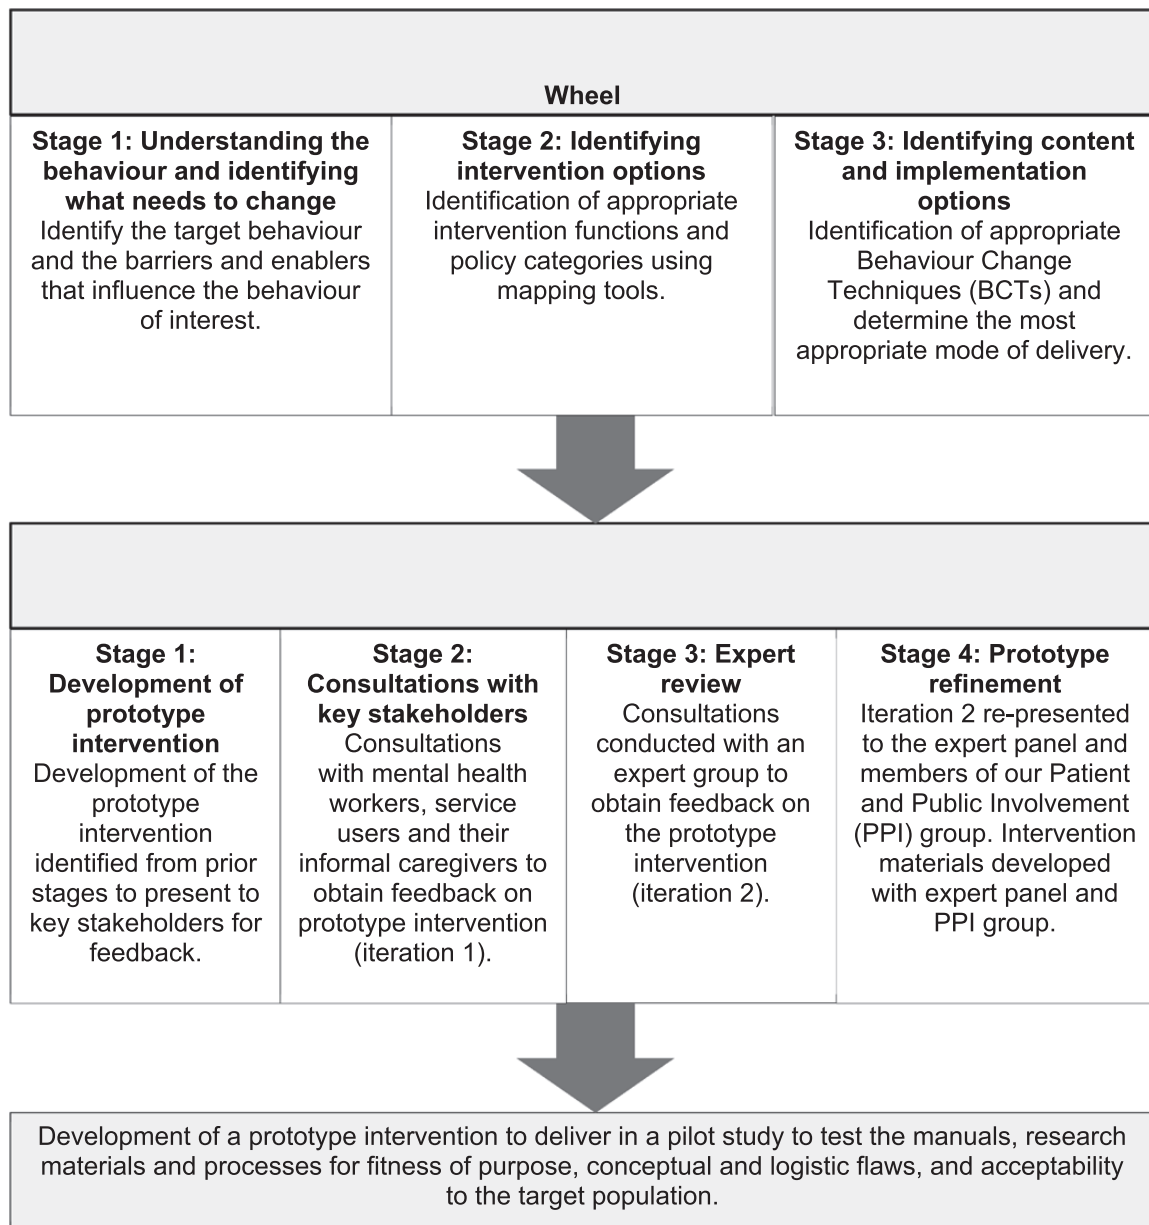 Wheel
Stage 1: Understanding the
behaviour and identifying
what needs to change
Identify the target behaviour
and the barriers and enablers
that influence the behaviour
of interest.
Stage 2: Identifying
intervention options
Identification of appropriate
intervention functions and
policy categories using
mapping tools.
Stage 3: Identifying content
and implementation
options
Identification of appropriate
Behaviour Change
Techniques (BCTs) and
determine the most
appropriate mode of delivery.
Stage 1:
Development of
prototype
intervention
Development of the
prototype
intervention
identified from prior
stages to present to
key stakeholders for
feedback.
Stage 2:
Consultations with
key stakeholders
Consultations
with mental health
workers, service
users and their
informal caregivers to
obtain feedback on
prototype intervention
(iteration 1).
Stage 3: Expert
review
Consultations
conducted with an
expert group to
obtain feedback on
the prototype
intervention
(iteration 2).
Stage 4: Prototype
refinement
Iteration 2 re-presented
to the expert panel and
members of our Patient
and Public Involvement
(PPI) group. Intervention
materials developed
with expert panel and
PPI group.
Development of a prototype intervention to deliver in a pilot study to test the manuals, research
materials and processes for fitness of purpose, conceptual and logistic flaws, and acceptability
to the target population.